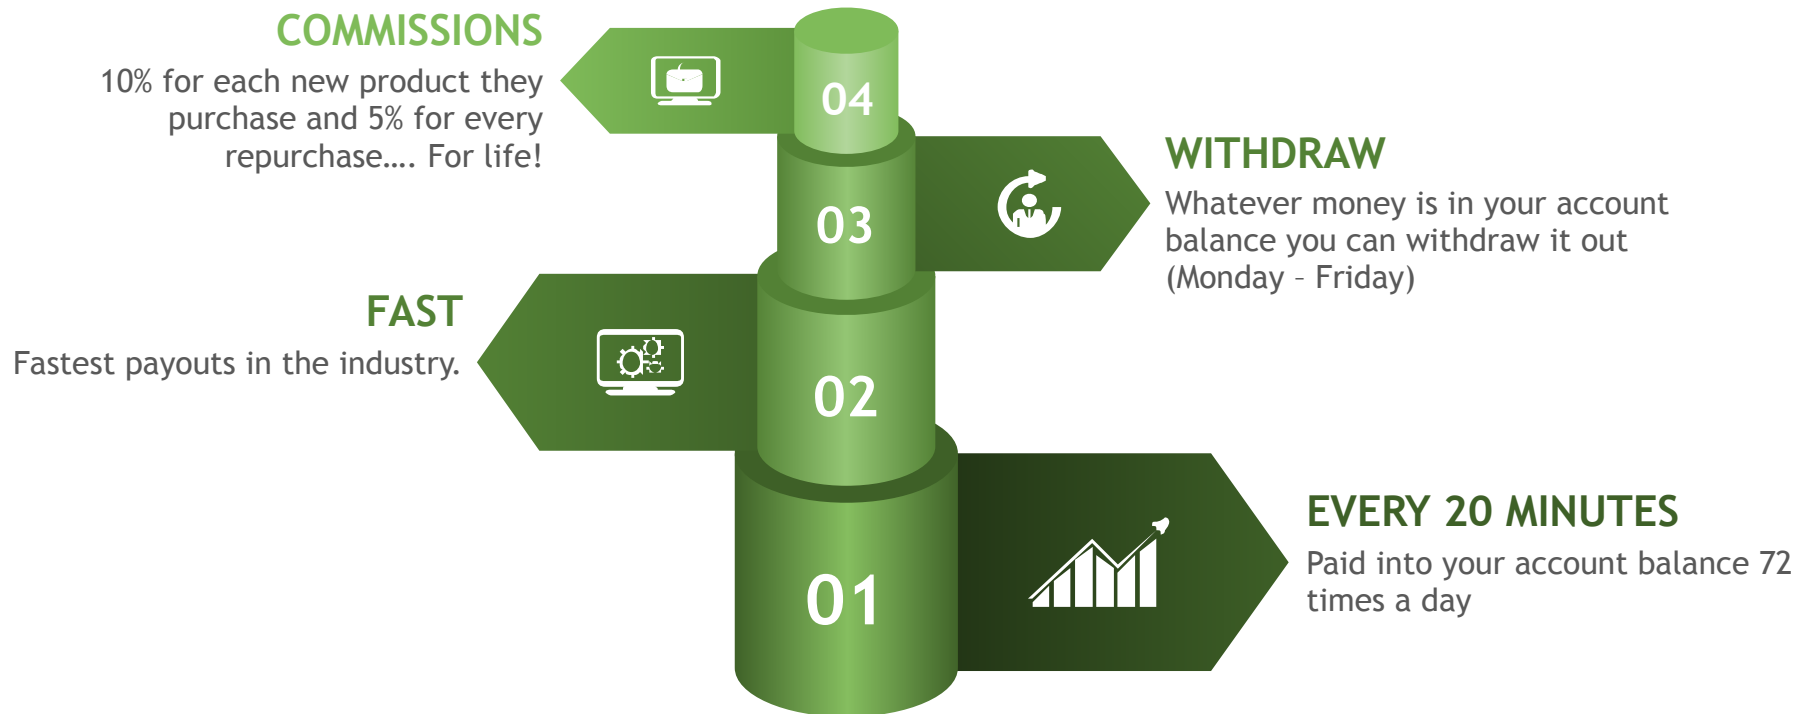 COMMISSIONS
10% for each new product they
purchase and 5% for every
repurchase…. For life!
04
WITHDRAW
Whatever money is in your account
balance you can withdraw it out
(Monday – Friday)
03
FAST
Fastest payouts in the industry.
02
EVERY 20 MINUTES
Paid into your account balance 72
times a day
01